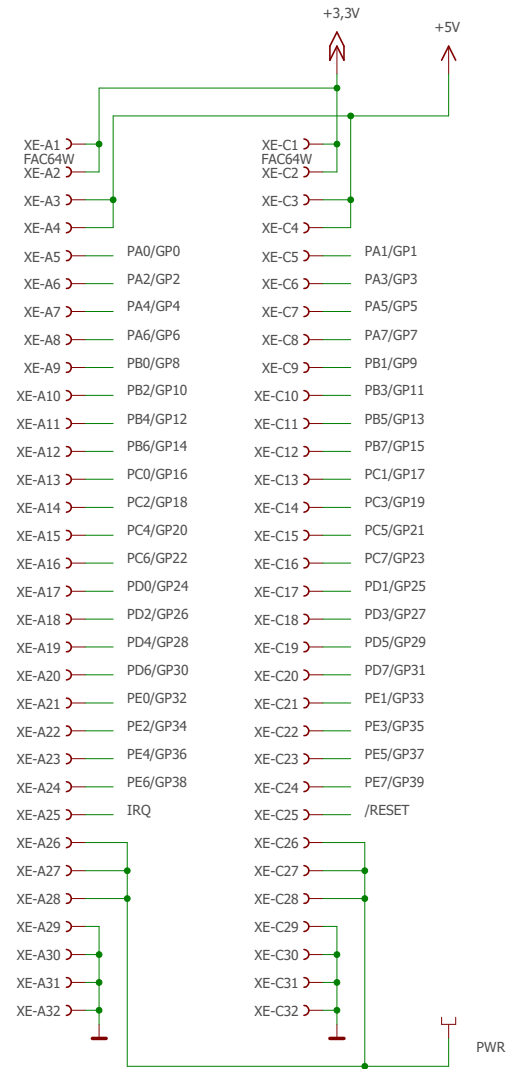 +3,3V
+5V
XE-A1 XE-C1
FAC64W FAC64W
XE-A2 XE-C2
XE-A3 XE-C3
XE-A4 XE-C4
XE-A5 PA0/GP0 XE-C5 PA1/GP1
XE-A6 PA2/GP2 XE-C6 PA3/GP3
XE-A7 PA4/GP4 XE-C7 PA5/GP5
XE-A8 PA6/GP6 XE-C8 PA7/GP7
XE-A9 PB0/GP8 XE-C9 PB1/GP9
XE-A10 PB2/GP10 XE-C10 PB3/GP11
XE-A11 PB4/GP12 XE-C11 PB5/GP13
XE-A12 PB6/GP14 XE-C12 PB7/GP15
XE-A13 PC0/GP16 XE-C13 PC1/GP17
XE-A14 PC2/GP18 XE-C14 PC3/GP19
XE-A15 PC4/GP20 XE-C15 PC5/GP21
XE-A16 PC6/GP22 XE-C16 PC7/GP23
XE-A17 PD0/GP24 XE-C17 PD1/GP25
XE-A18 PD2/GP26 XE-C18 PD3/GP27
XE-A19 PD4/GP28 XE-C19 PD5/GP29
XE-A20 PD6/GP30 XE-C20 PD7/GP31
XE-A21 PE0/GP32 XE-C21 PE1/GP33
XE-A22 PE2/GP34 XE-C22 PE3/GP35
XE-A23 PE4/GP36 XE-C23 PE5/GP37
XE-A24 PE6/GP38 XE-C24 PE7/GP39
XE-A25 IRQ XE-C25 /RESET
XE-A26 XE-C26
XE-A27 XE-C27
XE-A28 XE-C28
XE-A29 XE-C29
XE-A30 XE-C30
XE-A31 XE-C31
XE-A32 XE-C32
PWR